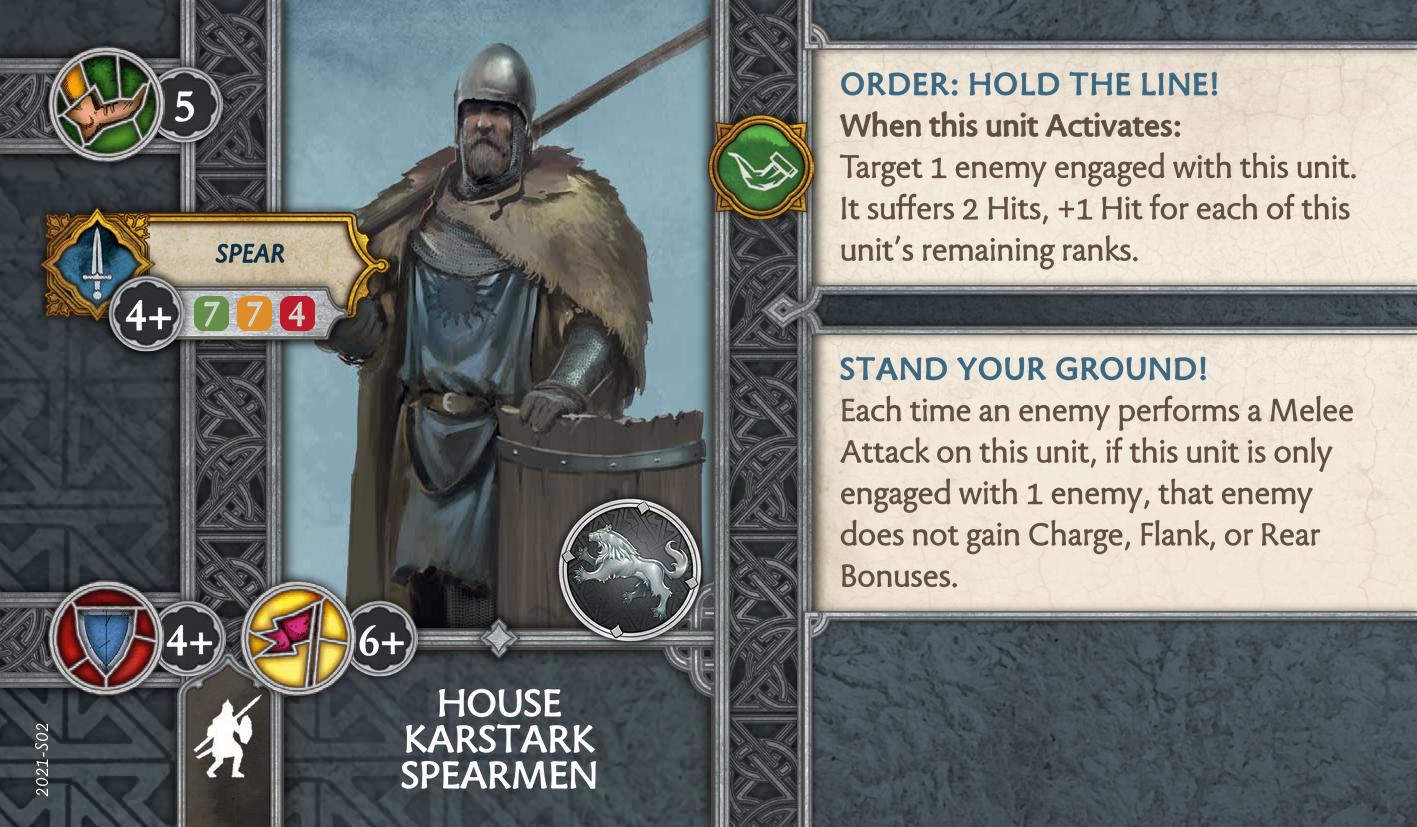 5
SPEAR
4+ 7 7 4
4+ 6+
HOUSE
KARSTARK
SPEARMEN
2021-S02
ORDER: HOLD THE LINE!
When this unit Activates:
Target 1 enemy engaged with this unit.
It suffers 2 Hits, +1 Hit for each of this
unit's remaining ranks.
STAND YOUR GROUND!
Each time an enemy performs a Melee
Attack on this unit, if this unit is only
engaged with 1 enemy, that enemy
does not gain Charge, Flank, or Rear
Bonuses.